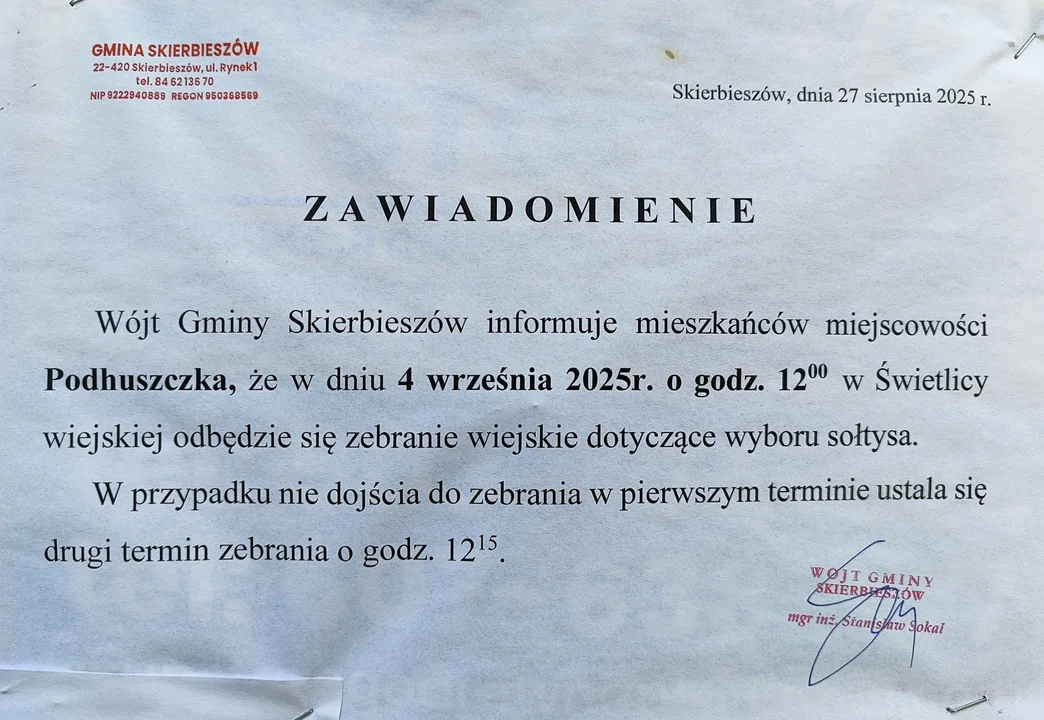 GMINA SKIERBIESZÓW
22-420 Skierbieszów, ul. Rynek 1
tel. 84 62 136 70
NIP 9222940889 REGON 950368569
Skierbieszów, dnia 27 sierpnia 2025 r.
ZAWIADOMIENIE
Wójt Gminy Skierbieszów informuje mieszkańców miejscowości
Podhuszczka, że w dniu 4 września 2025r. o godz. 12⁰⁰ w Świetlicy
wiejskiej odbędzie się zebranie wiejskie dotyczące wyboru sołtysa.
W przypadku nie dojścia do zebrania w pierwszym terminie ustala się
drugi termin zebrania o godz. 12¹⁵.
WÓJT GMINY
SKIERBIESZÓW
mgr inż. Stanisław Sokal